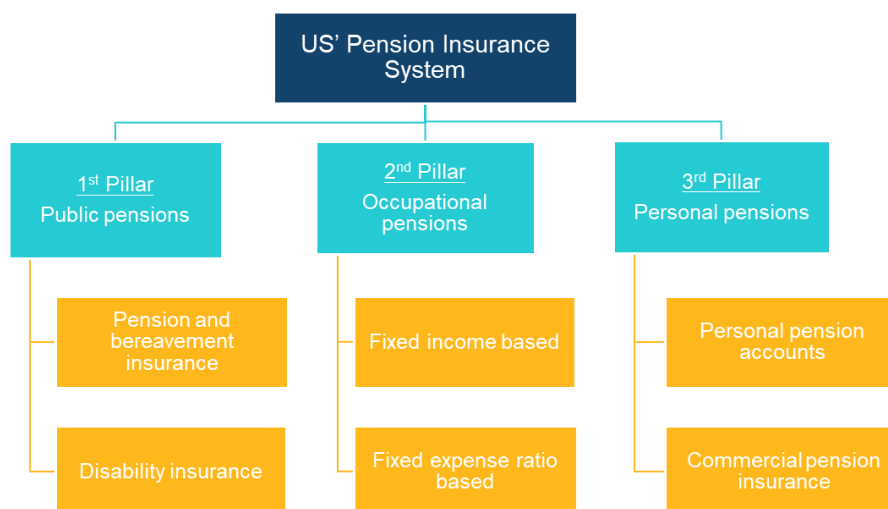 US’ Pension Insurance
System
1st Pillar
Public pensions
2nd Pillar
Occupational
pensions
3rd Pillar
Personal pensions
Pension and
bereavement
insurance
Fixed income based
Personal pension
accounts
Disability insurance
Fixed expense ratio
based
Commercial pension
insurance